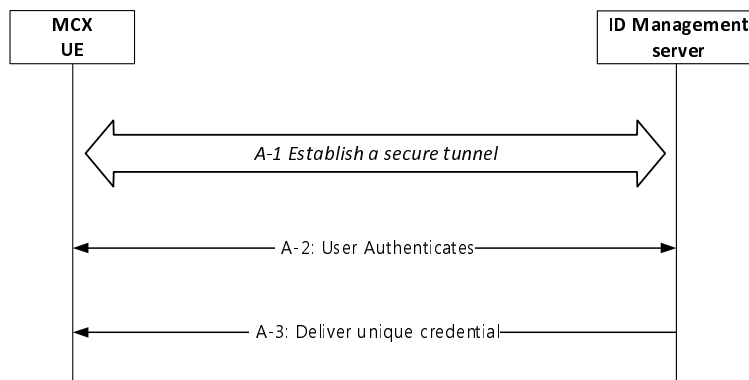 MCX
UE
ID Management
server
A-1 Establish a secure tunnel
A-2: User Authenticates
A-3: Deliver unique credential